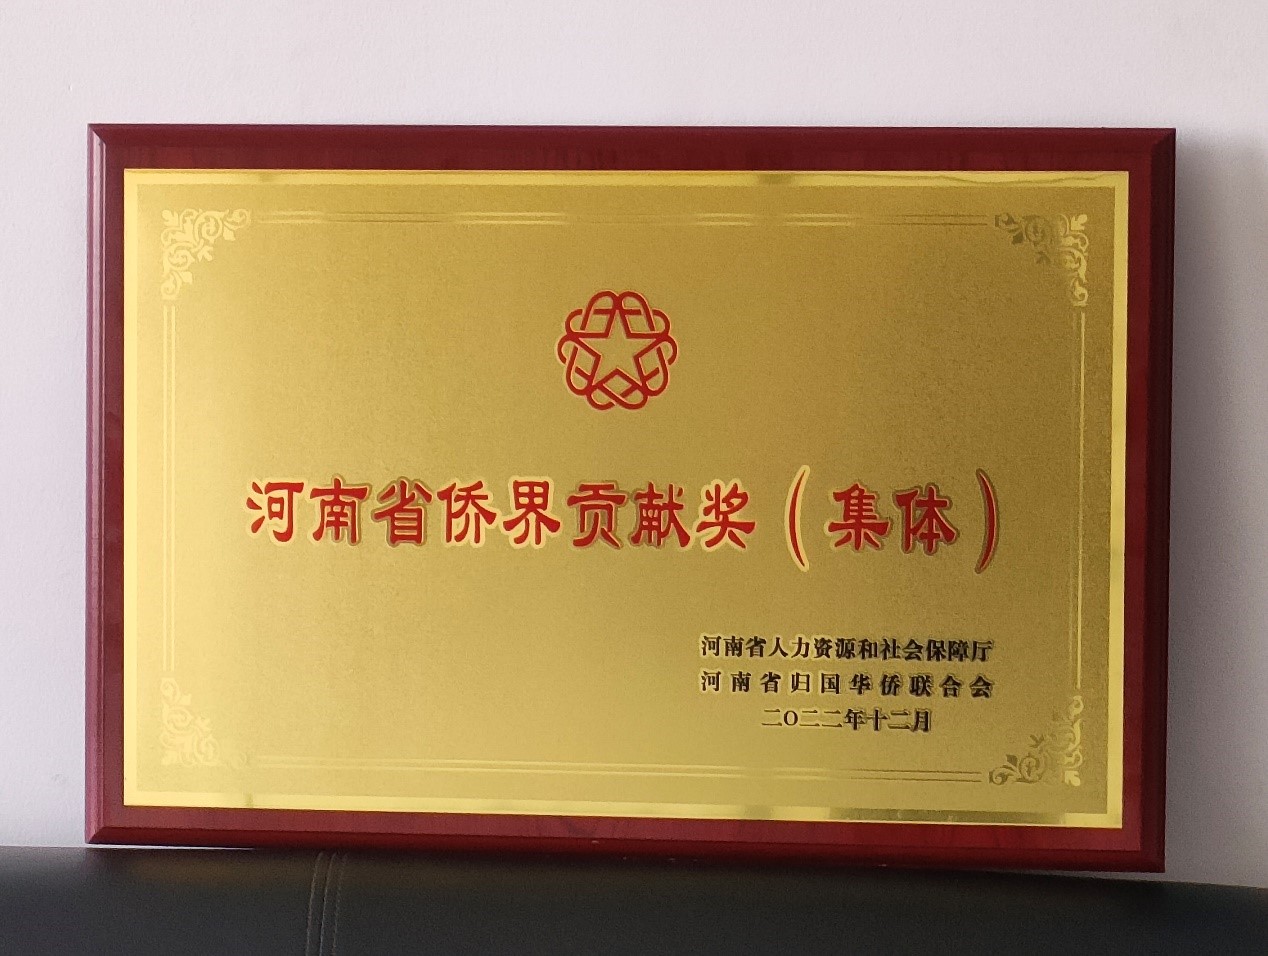 河南省侨界贡献奖（集体）
河南省人力资源和社会保障厅
河南省归国华侨联合会
二〇二二年十二月